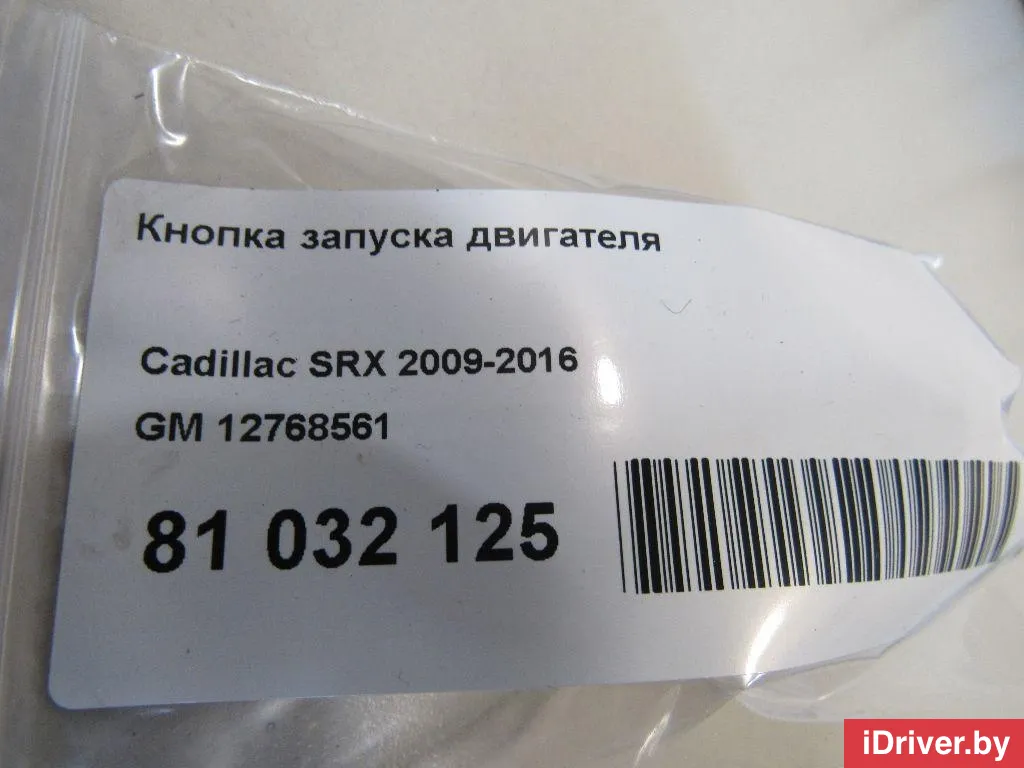 Кнопка запуска двигателя
Cadillac SRX 2009-2016
GM 12768561
81 032 125
iDriver.by